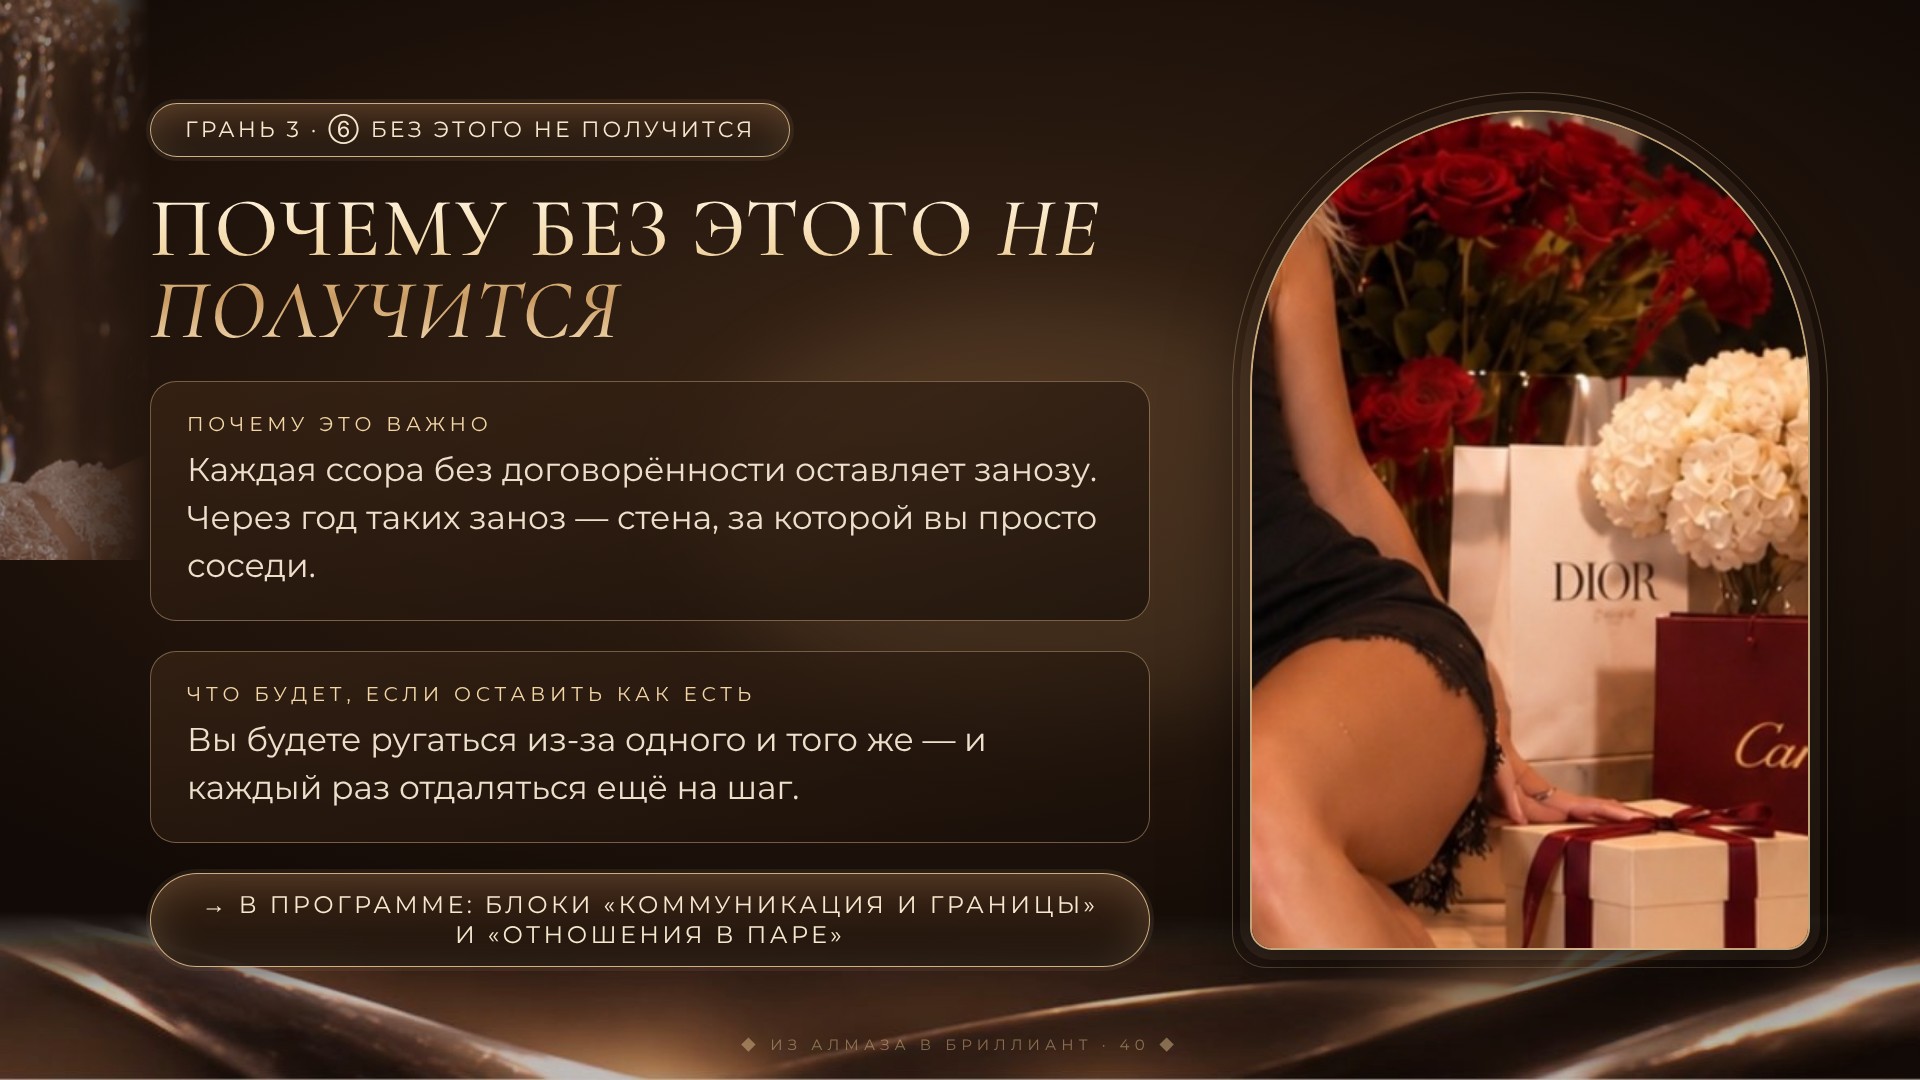 ГРАНЬ 3 · ⑥ БЕЗ ЭТОГО НЕ ПОЛУЧИТСЯ
ПОЧЕМУ БЕЗ ЭТОГО НЕ
ПОЛУЧИТСЯ
ПОЧЕМУ ЭТО ВАЖНО
Каждая ссора без договорённости оставляет занозу.
Через год таких заноз — стена, за которой вы просто
соседи.
ЧТО БУДЕТ, ЕСЛИ ОСТАВИТЬ КАК ЕСТЬ
Вы будете ругаться из-за одного и того же — и
каждый раз отдаляться ещё на шаг.
→ В ПРОГРАММЕ: БЛОКИ «КОММУНИКАЦИЯ И ГРАНИЦЫ»
И «ОТНОШЕНИЯ В ПАРЕ»
DIOR
Car
◆ ИЗ АЛМАЗА В БРИЛЛИАНТ · 40 ◆